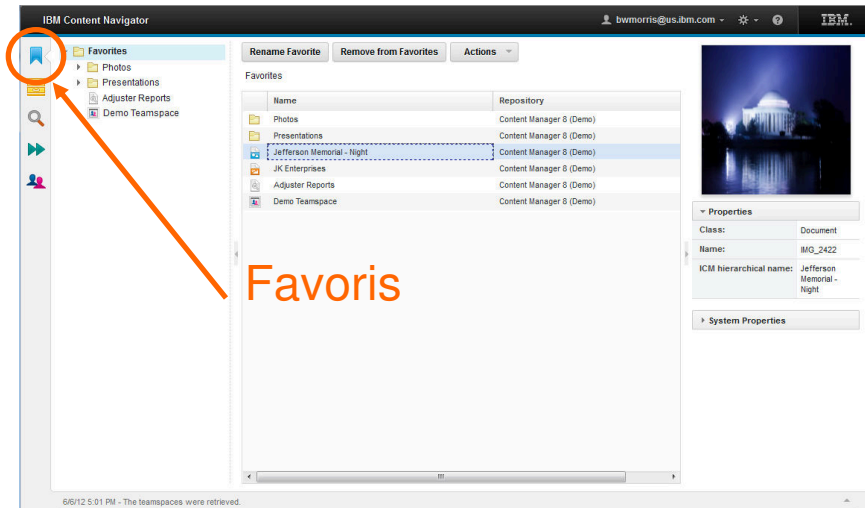 IBM Content Navigator
bwmorris@us.ibm.com
IBM.
Favorites
Photos
Presentations
Adjuster Reports
Demo Teamspace
Rename Favorite Remove from Favorites Actions
Favorites
Name Repository
Photos Content Manager 8 (Demo)
Presentations Content Manager 8 (Demo)
Jefferson Memorial - Night Content Manager 8 (Demo)
JK Enterprises Content Manager 8 (Demo)
Adjuster Reports Content Manager 8 (Demo)
Demo Teamspace Content Manager 8 (Demo)
Favoris
Properties
Class: Document
Name: IMG_2422
ICM hierarchical name: Jefferson
Memorial -
Night
System Properties
6/6/12 5:01 PM - The teamspaces were retrieved.